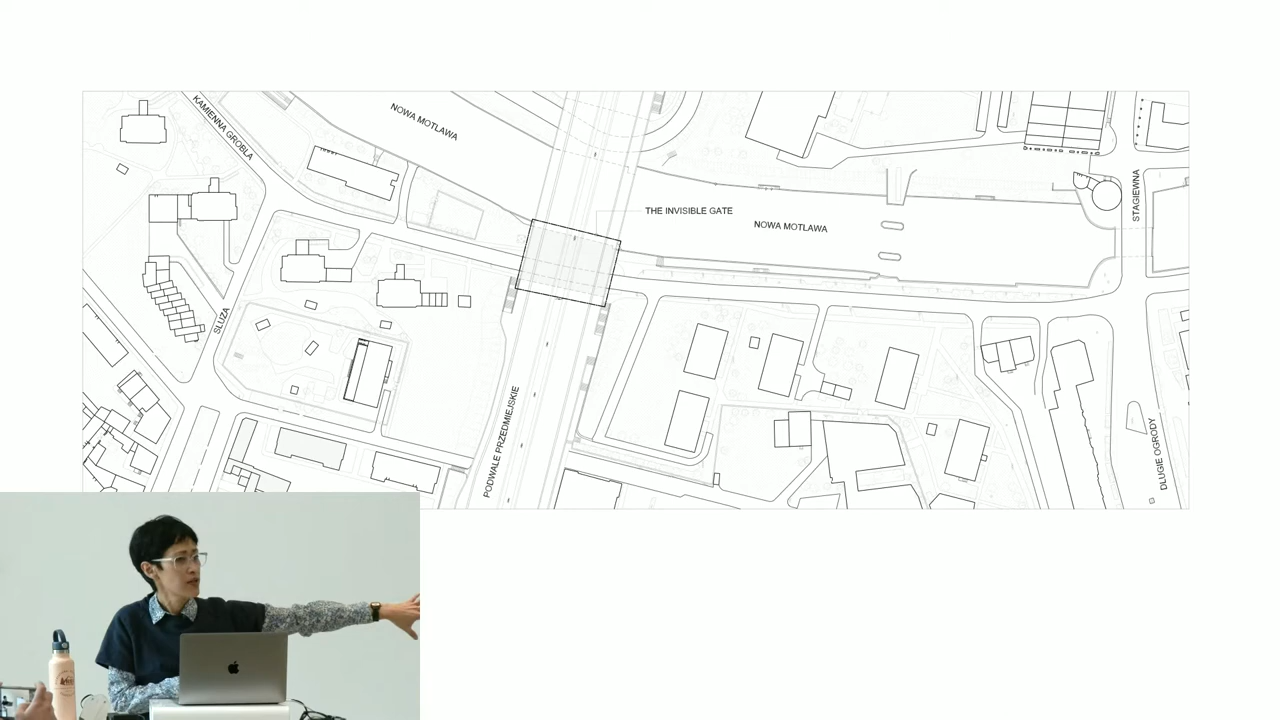 KAMIENNA GROBLA
NOWA MOTLAWA
THE INVISIBLE GATE
NOWA MOTLAWA
STAGIEWNA
SLUZA
PODWALE PRZEDMIEJSKIE
DLUGIE OGRODY